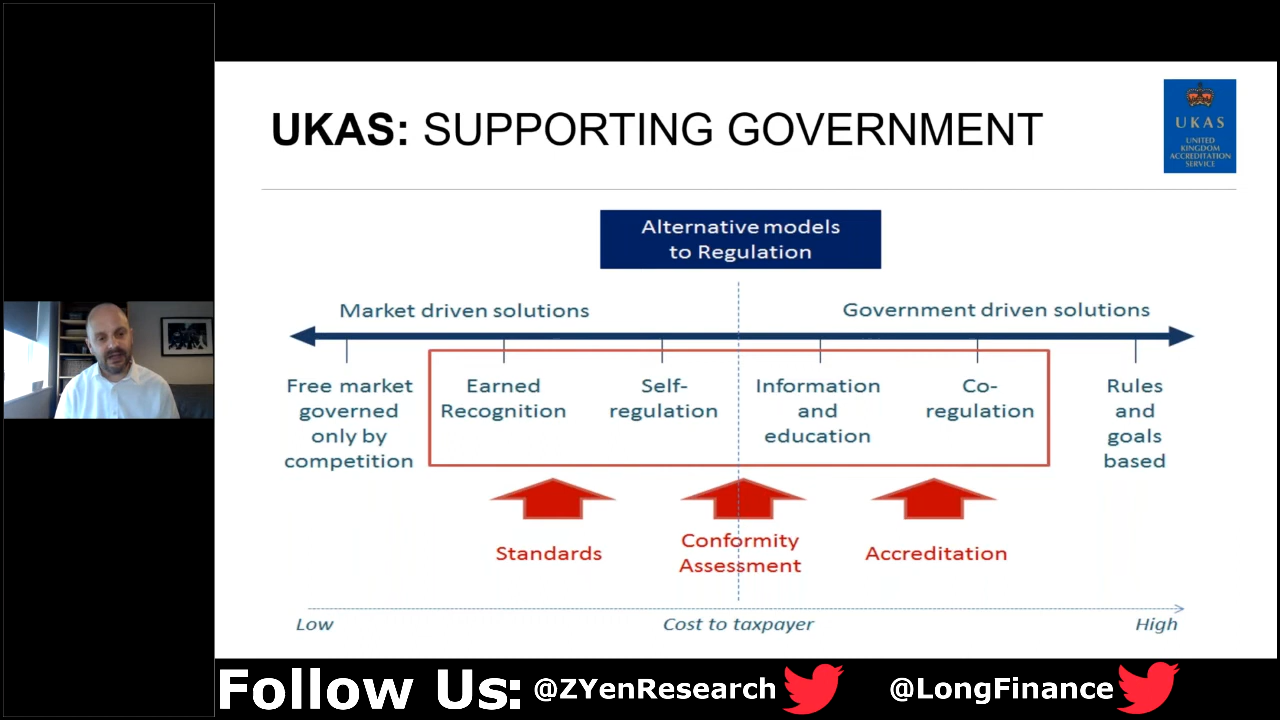 UKAS: SUPPORTING GOVERNMENT
UKAS
UNITED
KINGDOM
ACCREDITATION
SERVICE
Alternative models
to Regulation
Market driven solutions
Government driven solutions
Free market
governed
only by
competition
Earned
Recognition
Self-
regulation
Information
and
education
Co-
regulation
Rules
and
goals
based
Standards
Conformity
Assessment
Accreditation
Low
Cost to taxpayer
High
Follow Us: @ZYenResearch @LongFinance